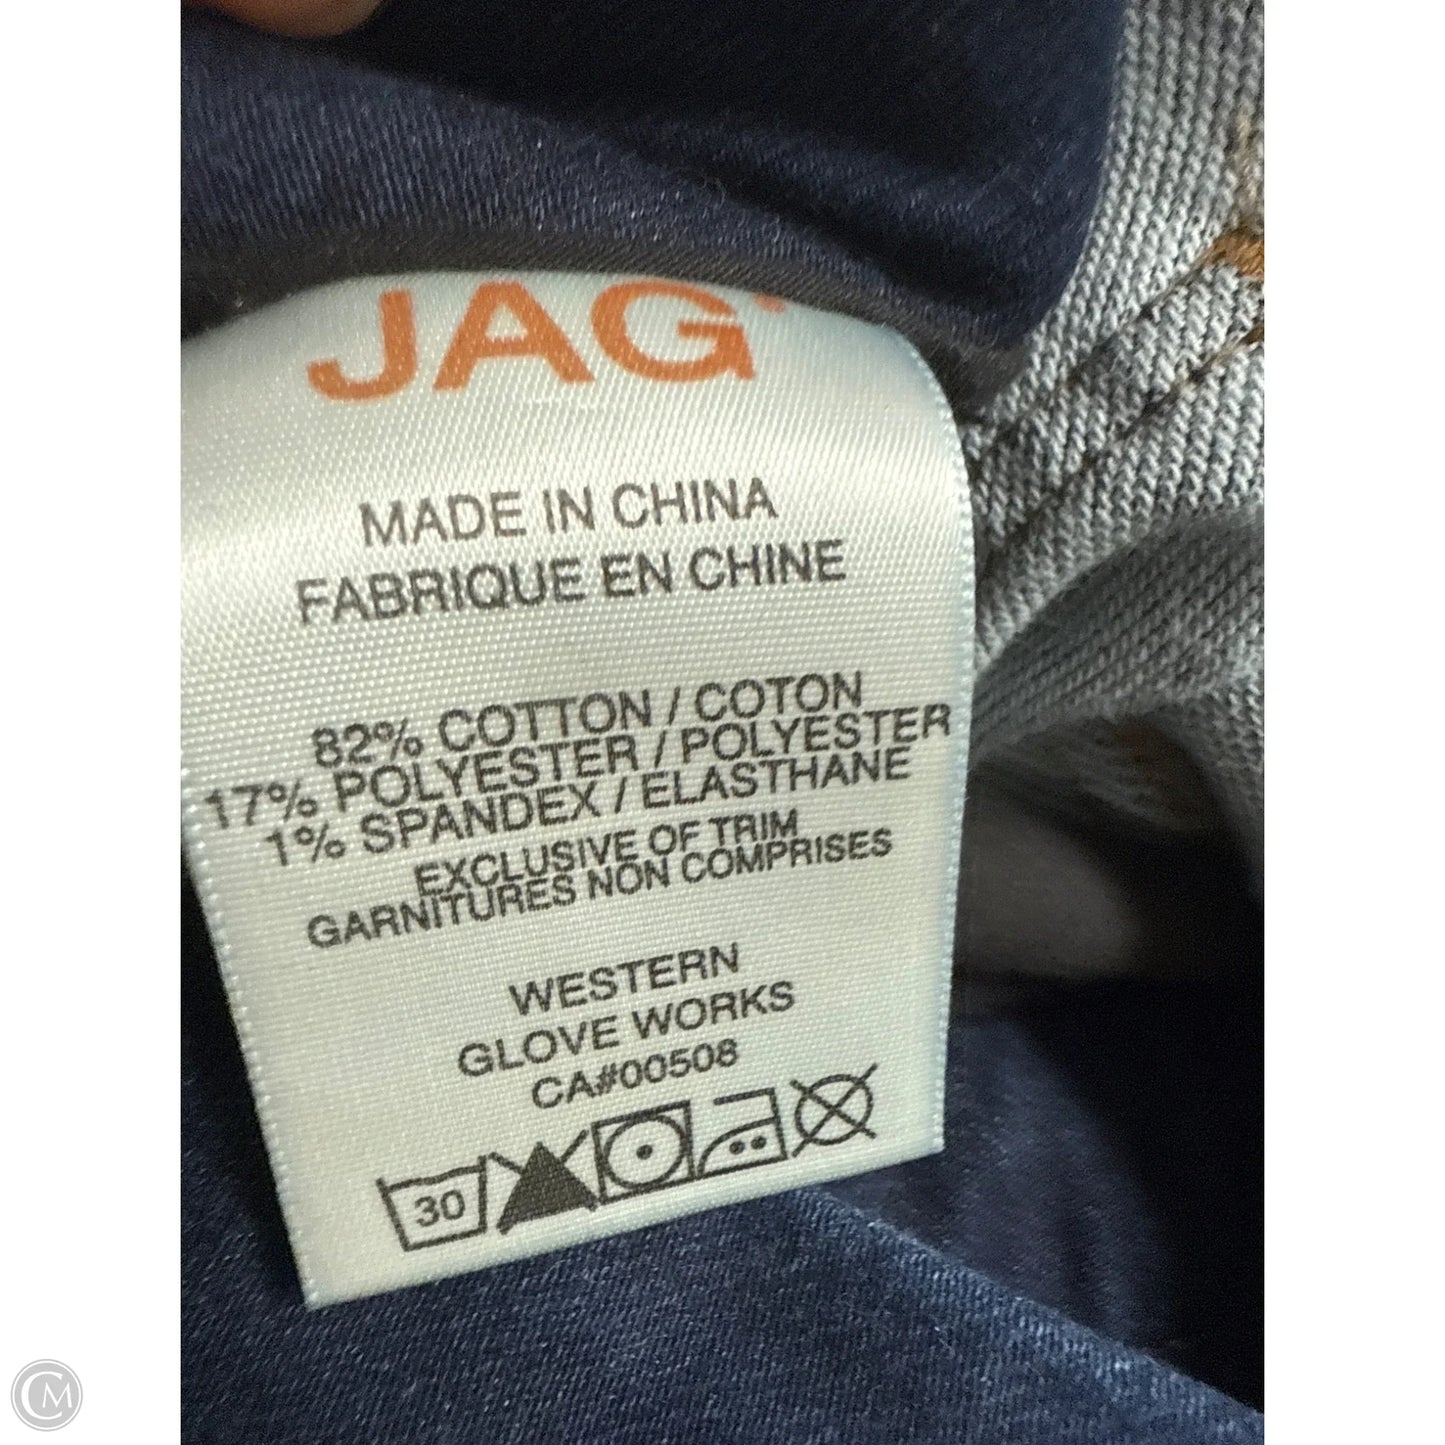 JAG
MADE IN CHINA
FABRIQUE EN CHINE
82% COTTON / COTON
17% POLYESTER / POLYESTER
1% SPANDEX / ELASTHANE
EXCLUSIVE OF TRIM
GARNITURES NON COMPRISES
WESTERN
GLOVE WORKS
CA#00508
30
CM